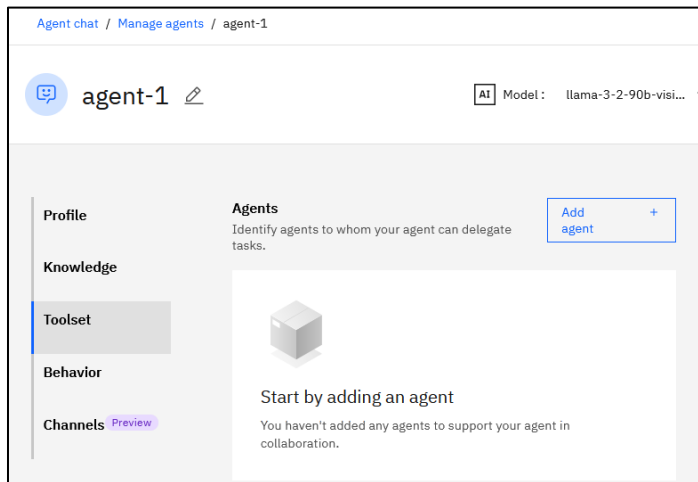 Agent chat / Manage agents / agent-1
agent-1
AI Model : llama-3-2-90b-visi...
Profile
Knowledge
Toolset
Behavior
Channels Preview
Agents
Identify agents to whom your agent can delegate
tasks.
Add
agent
+
Start by adding an agent
You haven't added any agents to support your agent in
collaboration.